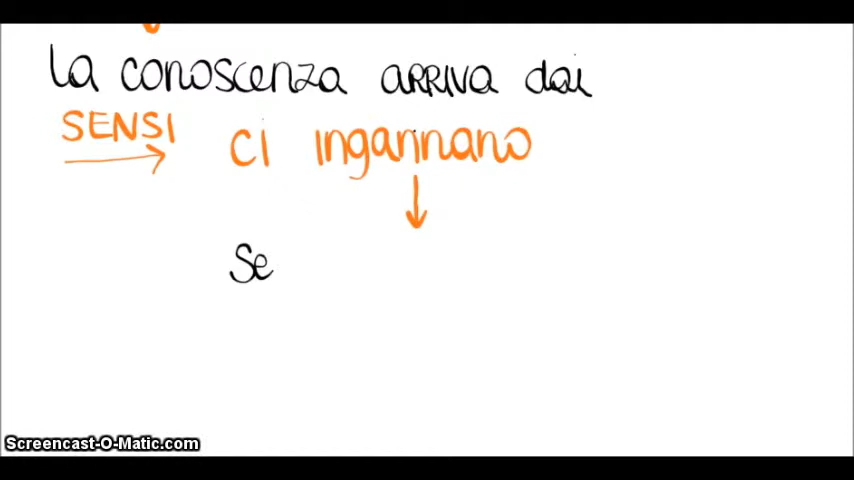 la conoscenza ARRIVA dai
SENSI ci ingannano
Se
Screencast-O-Matic.com